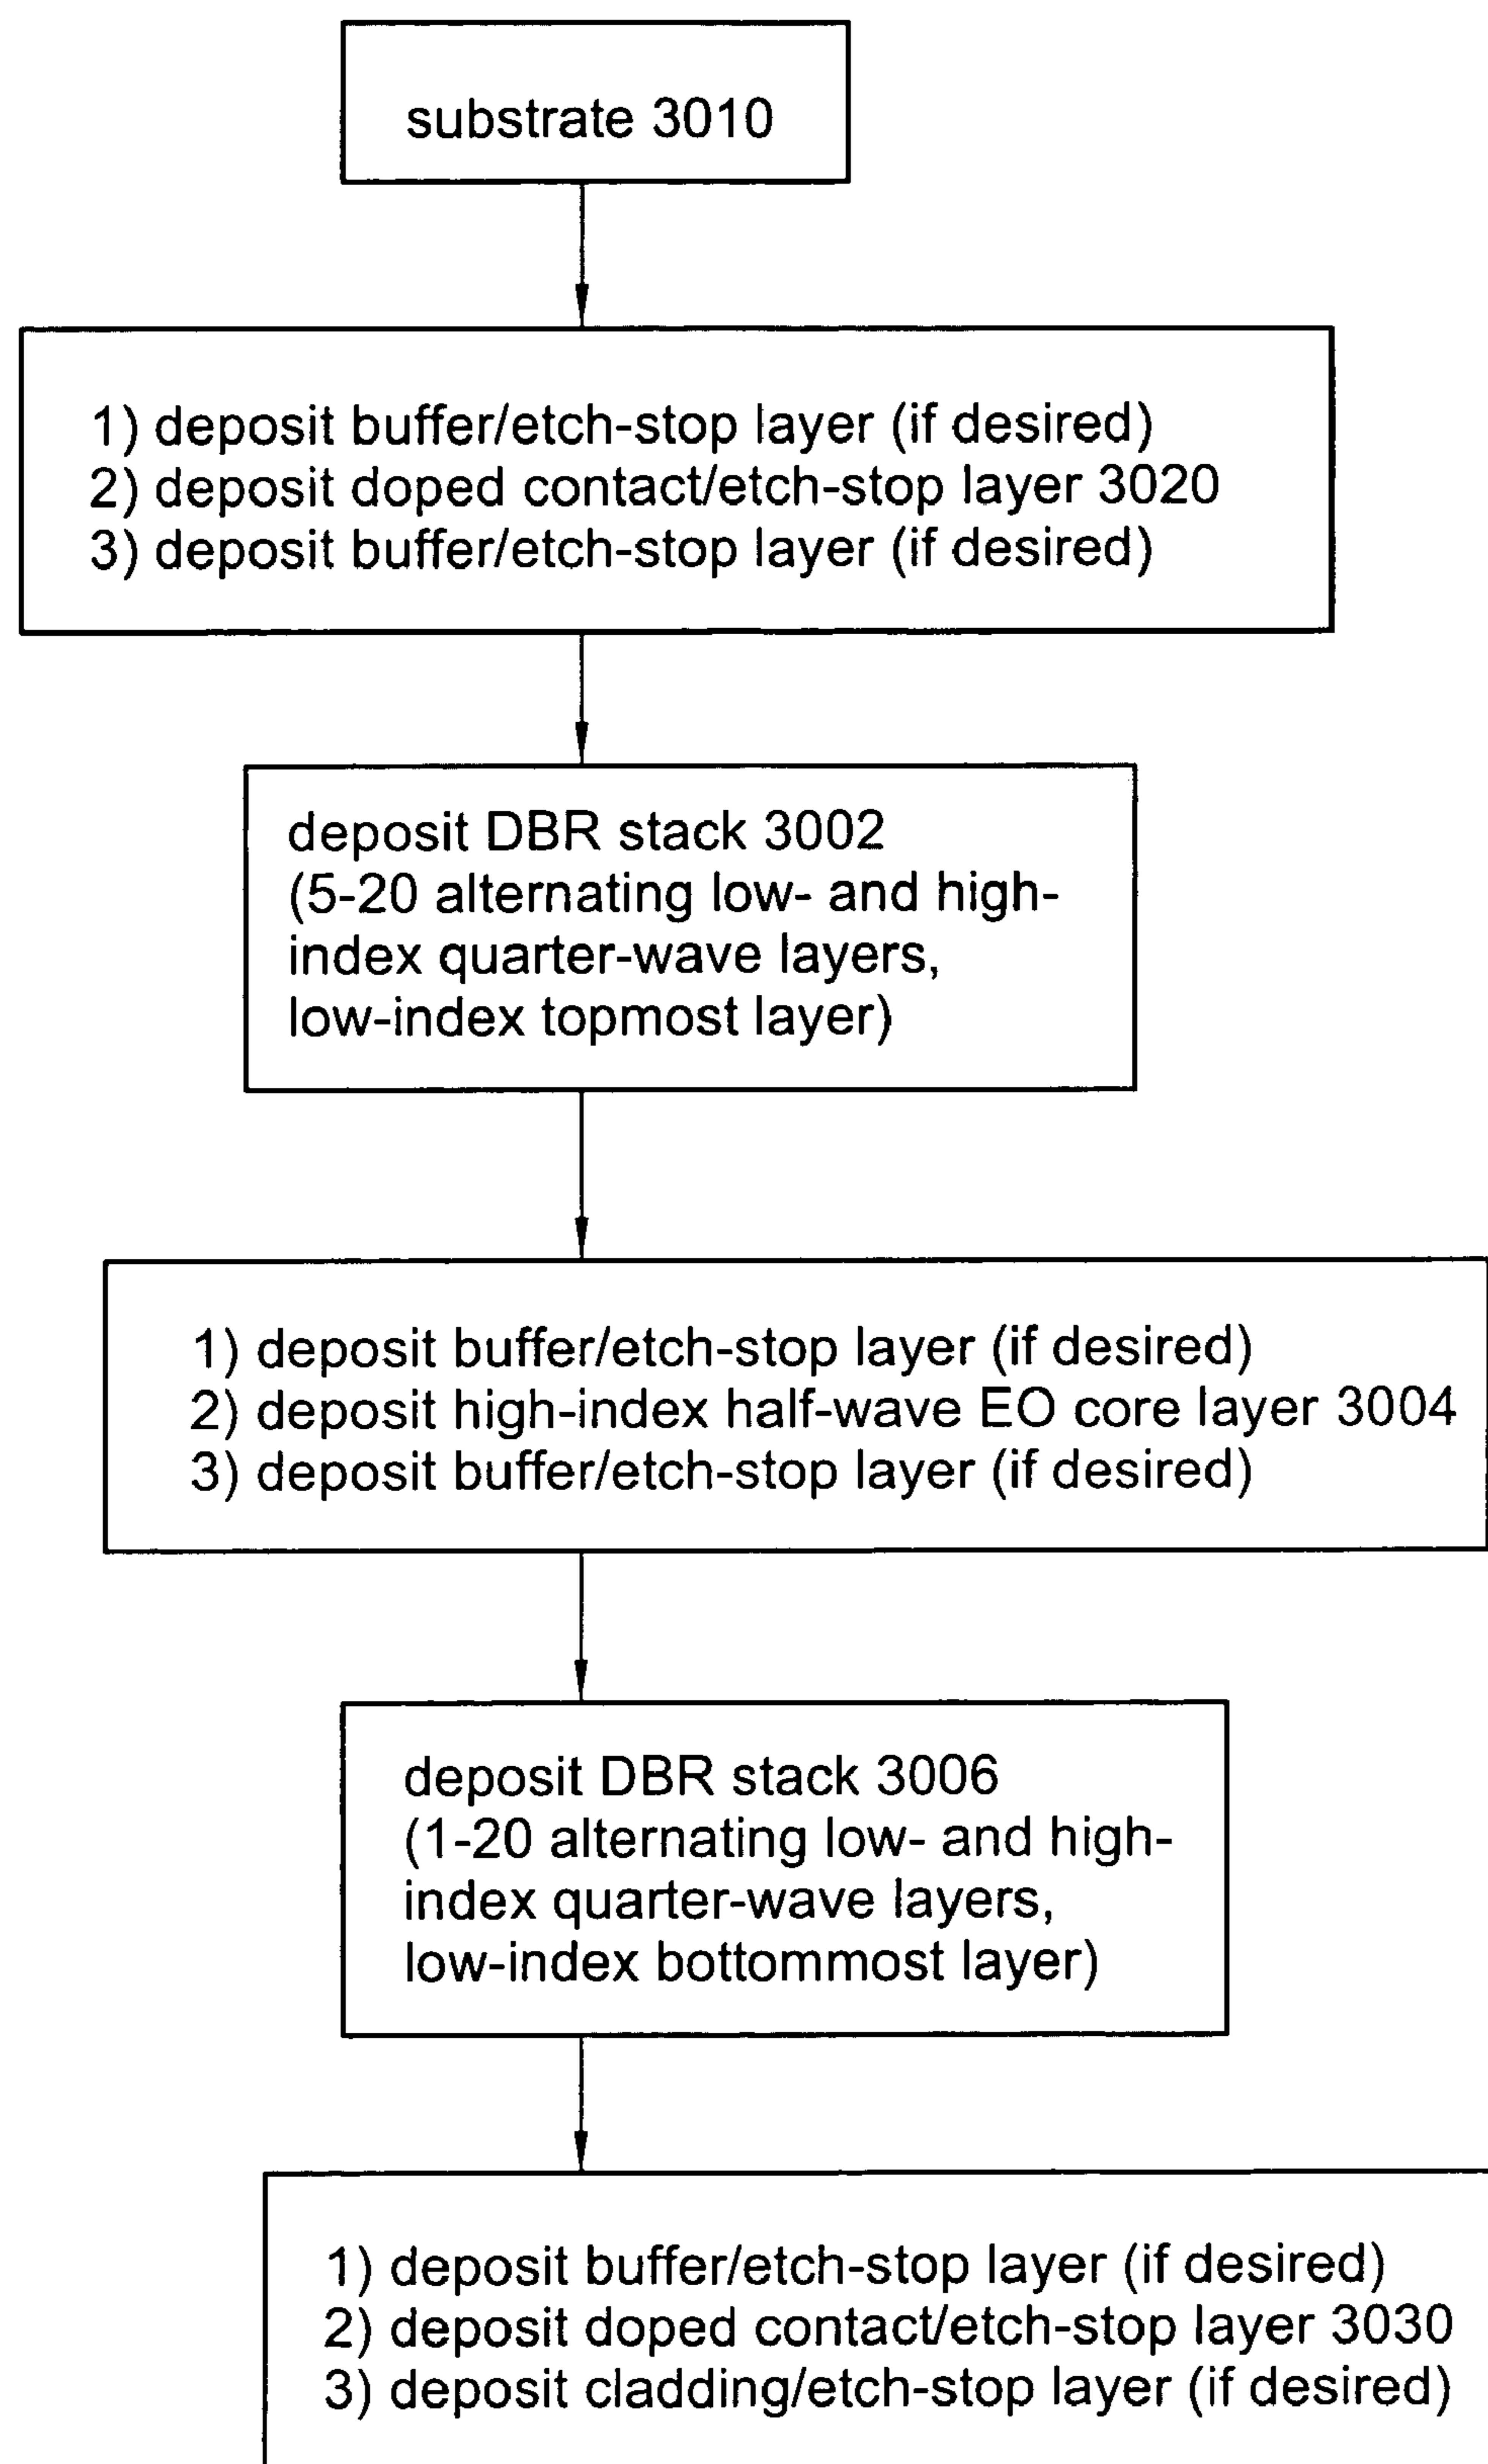 substrate 3010
1) deposit buffer/etch-stop layer (if desired)
2) deposit doped contact/etch-stop layer 3020
3) deposit buffer/etch-stop layer (if desired)
deposit DBR stack 3002
(5-20 alternating low- and high-
index quarter-wave layers,
low-index topmost layer)
1) deposit buffer/etch-stop layer (if desired)
2) deposit high-index half-wave EO core layer 3004
3) deposit buffer/etch-stop layer (if desired)
deposit DBR stack 3006
(1-20 alternating low- and high-
index quarter-wave layers,
low-index bottommost layer)
1) deposit buffer/etch-stop layer (if desired)
2) deposit doped contact/etch-stop layer 3030
3) deposit cladding/etch-stop layer (if desired)